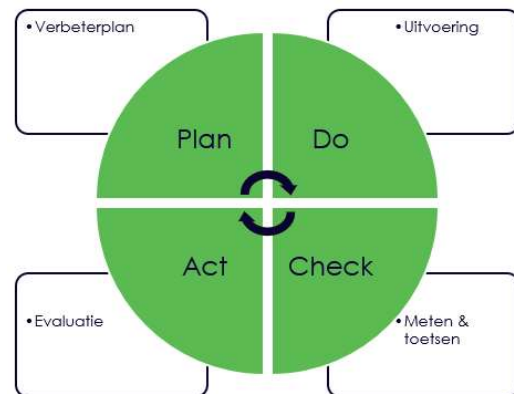 •Verbeterplan
•Uitvoering
Plan
Do
Act
Check
•Evaluatie
•Meten &
toetsen